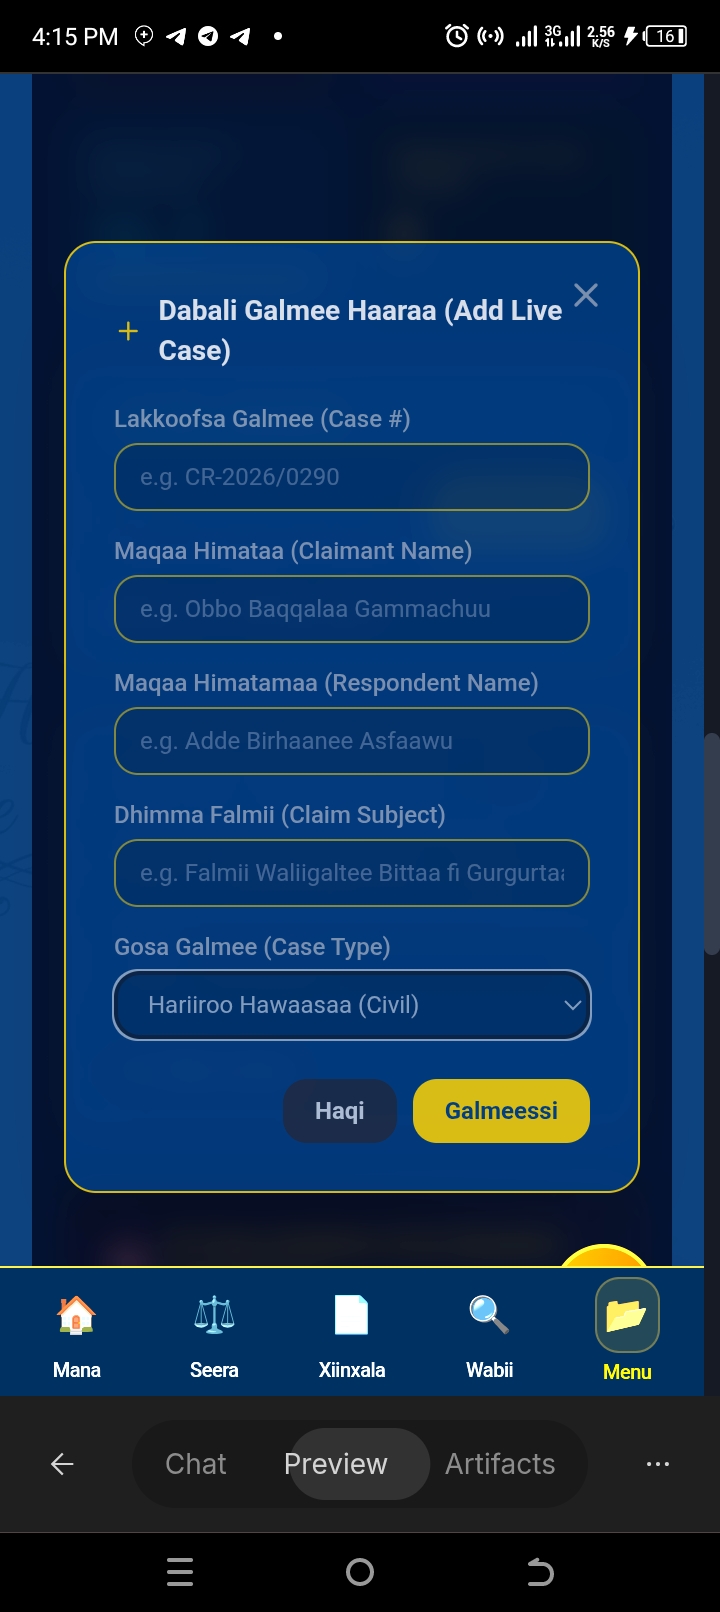 4:15 PM
3G
2.56
K/S
16
Dabali Galmee Haaraa (Add Live
Case)
Lakkoofsa Galmee (Case #)
e.g. CR-2026/0290
Maqaa Himataa (Claimant Name)
e.g. Obbo Baqqalaa Gammachuu
Maqaa Himatamaa (Respondent Name)
e.g. Adde Birhaanee Asfaawu
Dhimma Falmii (Claim Subject)
e.g. Falmii Waliigaltee Bittaa fi Gurgurtaa
Gosa Galmee (Case Type)
Hariiroo Hawaasaa (Civil)
Haqi Galmeessi
Mana Seera Xiinxala Wabii Menu
Chat Preview Artifacts